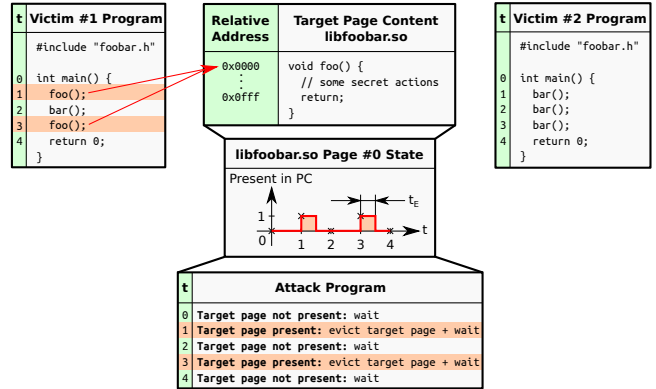 t Victim #1 Program
#include "foobar.h"
0 int main() {
1 foo();
2 bar();
3 foo();
4 return 0;
}
Relative Address
Target Page Content
libfoobar.so
0x0000
:
0x0fff
void foo() {
// some secret actions
return;
}
t Victim #2 Program
#include "foobar.h"
0 int main() {
1 bar();
2 bar();
3 bar();
4 return 0;
}
libfoobar.so Page #0 State
Present in PC
tE
1
0
1 2 3 4
t
t Attack Program
0 Target page not present: wait
1 Target page present: evict target page + wait
2 Target page not present: wait
3 Target page present: evict target page + wait
4 Target page not present: wait